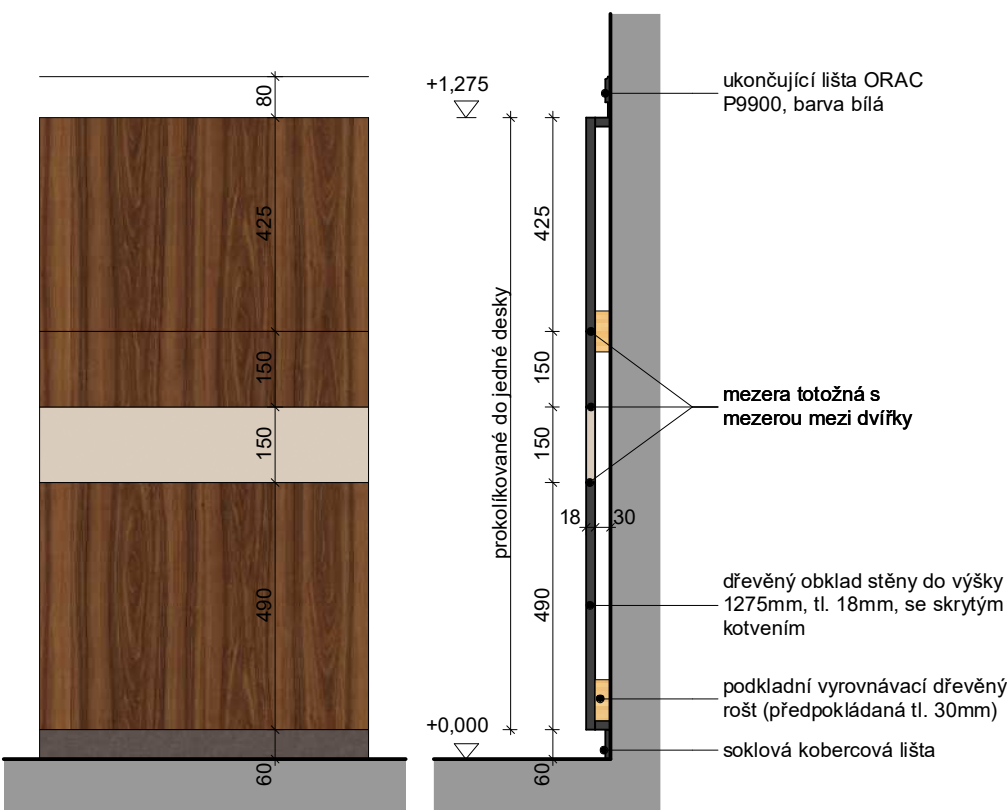 80
425
150
150
490
60
+1,275
+0,000
prokolíkované do jedné desky
425
150
150
18 30
490
60
ukončující lišta ORAC
P9900, barva bílá
mezera totožná s
mezerou mezi dvířky
dřevěný obklad stěny do výšky
1275mm, tl. 18mm, se skrytým
kotvením
podkladní vyrovnávací dřevěný
rošt (předpokládaná tl. 30mm)
soklová kobercová lišta